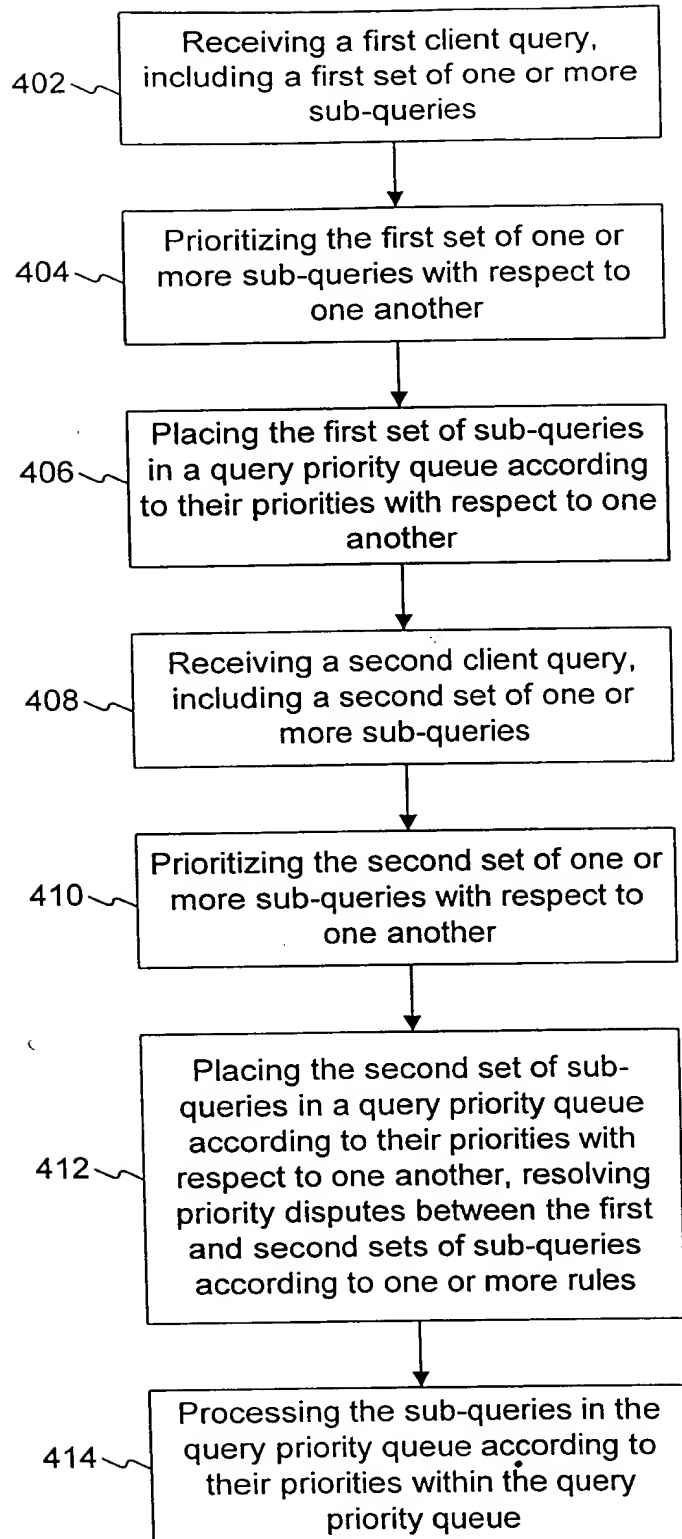 Receiving a first client query,
including a first set of one or more
sub-queries
402
Prioritizing the first set of one or
more sub-queries with respect to
one another
404
Placing the first set of sub-queries
in a query priority queue according
to their priorities with respect to one
another
406
Receiving a second client query,
including a second set of one or
more sub-queries
408
Prioritizing the second set of one or
more sub-queries with respect to
one another
410
Placing the second set of sub-
queries in a query priority queue
according to their priorities with
respect to one another, resolving
priority disputes between the first
and second sets of sub-queries
according to one or more rules
412
Processing the sub-queries in the
query priority queue according to
their priorities within the query
priority queue
414